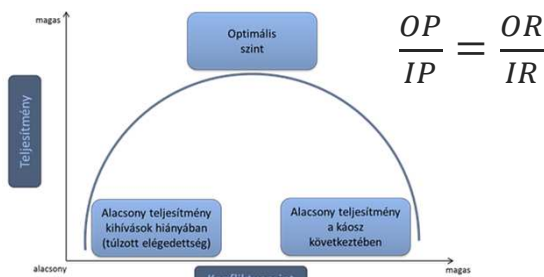 magas
Optimális
szint
OP/IP = OR/IR
Teljesítmény
Alacsony teljesítmény
kihívások hiányában
(túlzott elégedettség)
Alacsony teljesítmény
a káosz
következtében
alacsony
magas